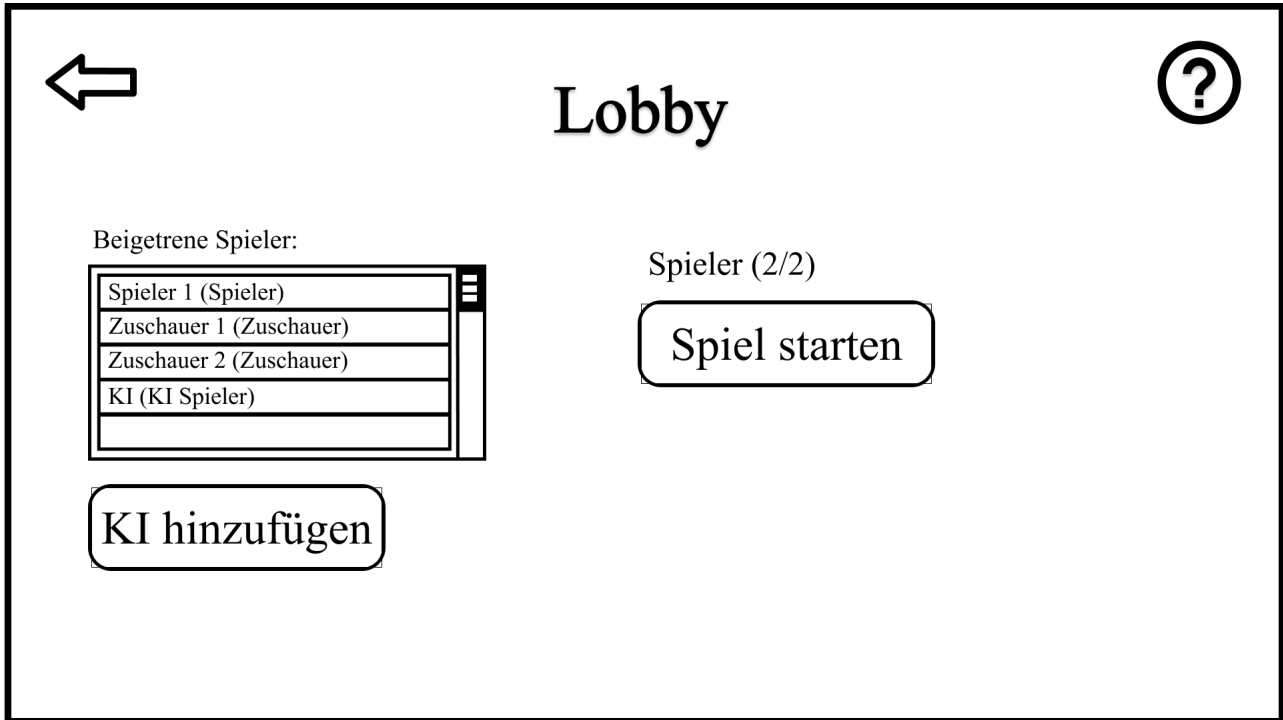 ?
Lobby
Beigetrene Spieler:
Spieler 1 (Spieler)
Zuschauer 1 (Zuschauer)
Zuschauer 2 (Zuschauer)
KI (KI Spieler)
KI hinzufügen
Spieler (2/2)
Spiel starten